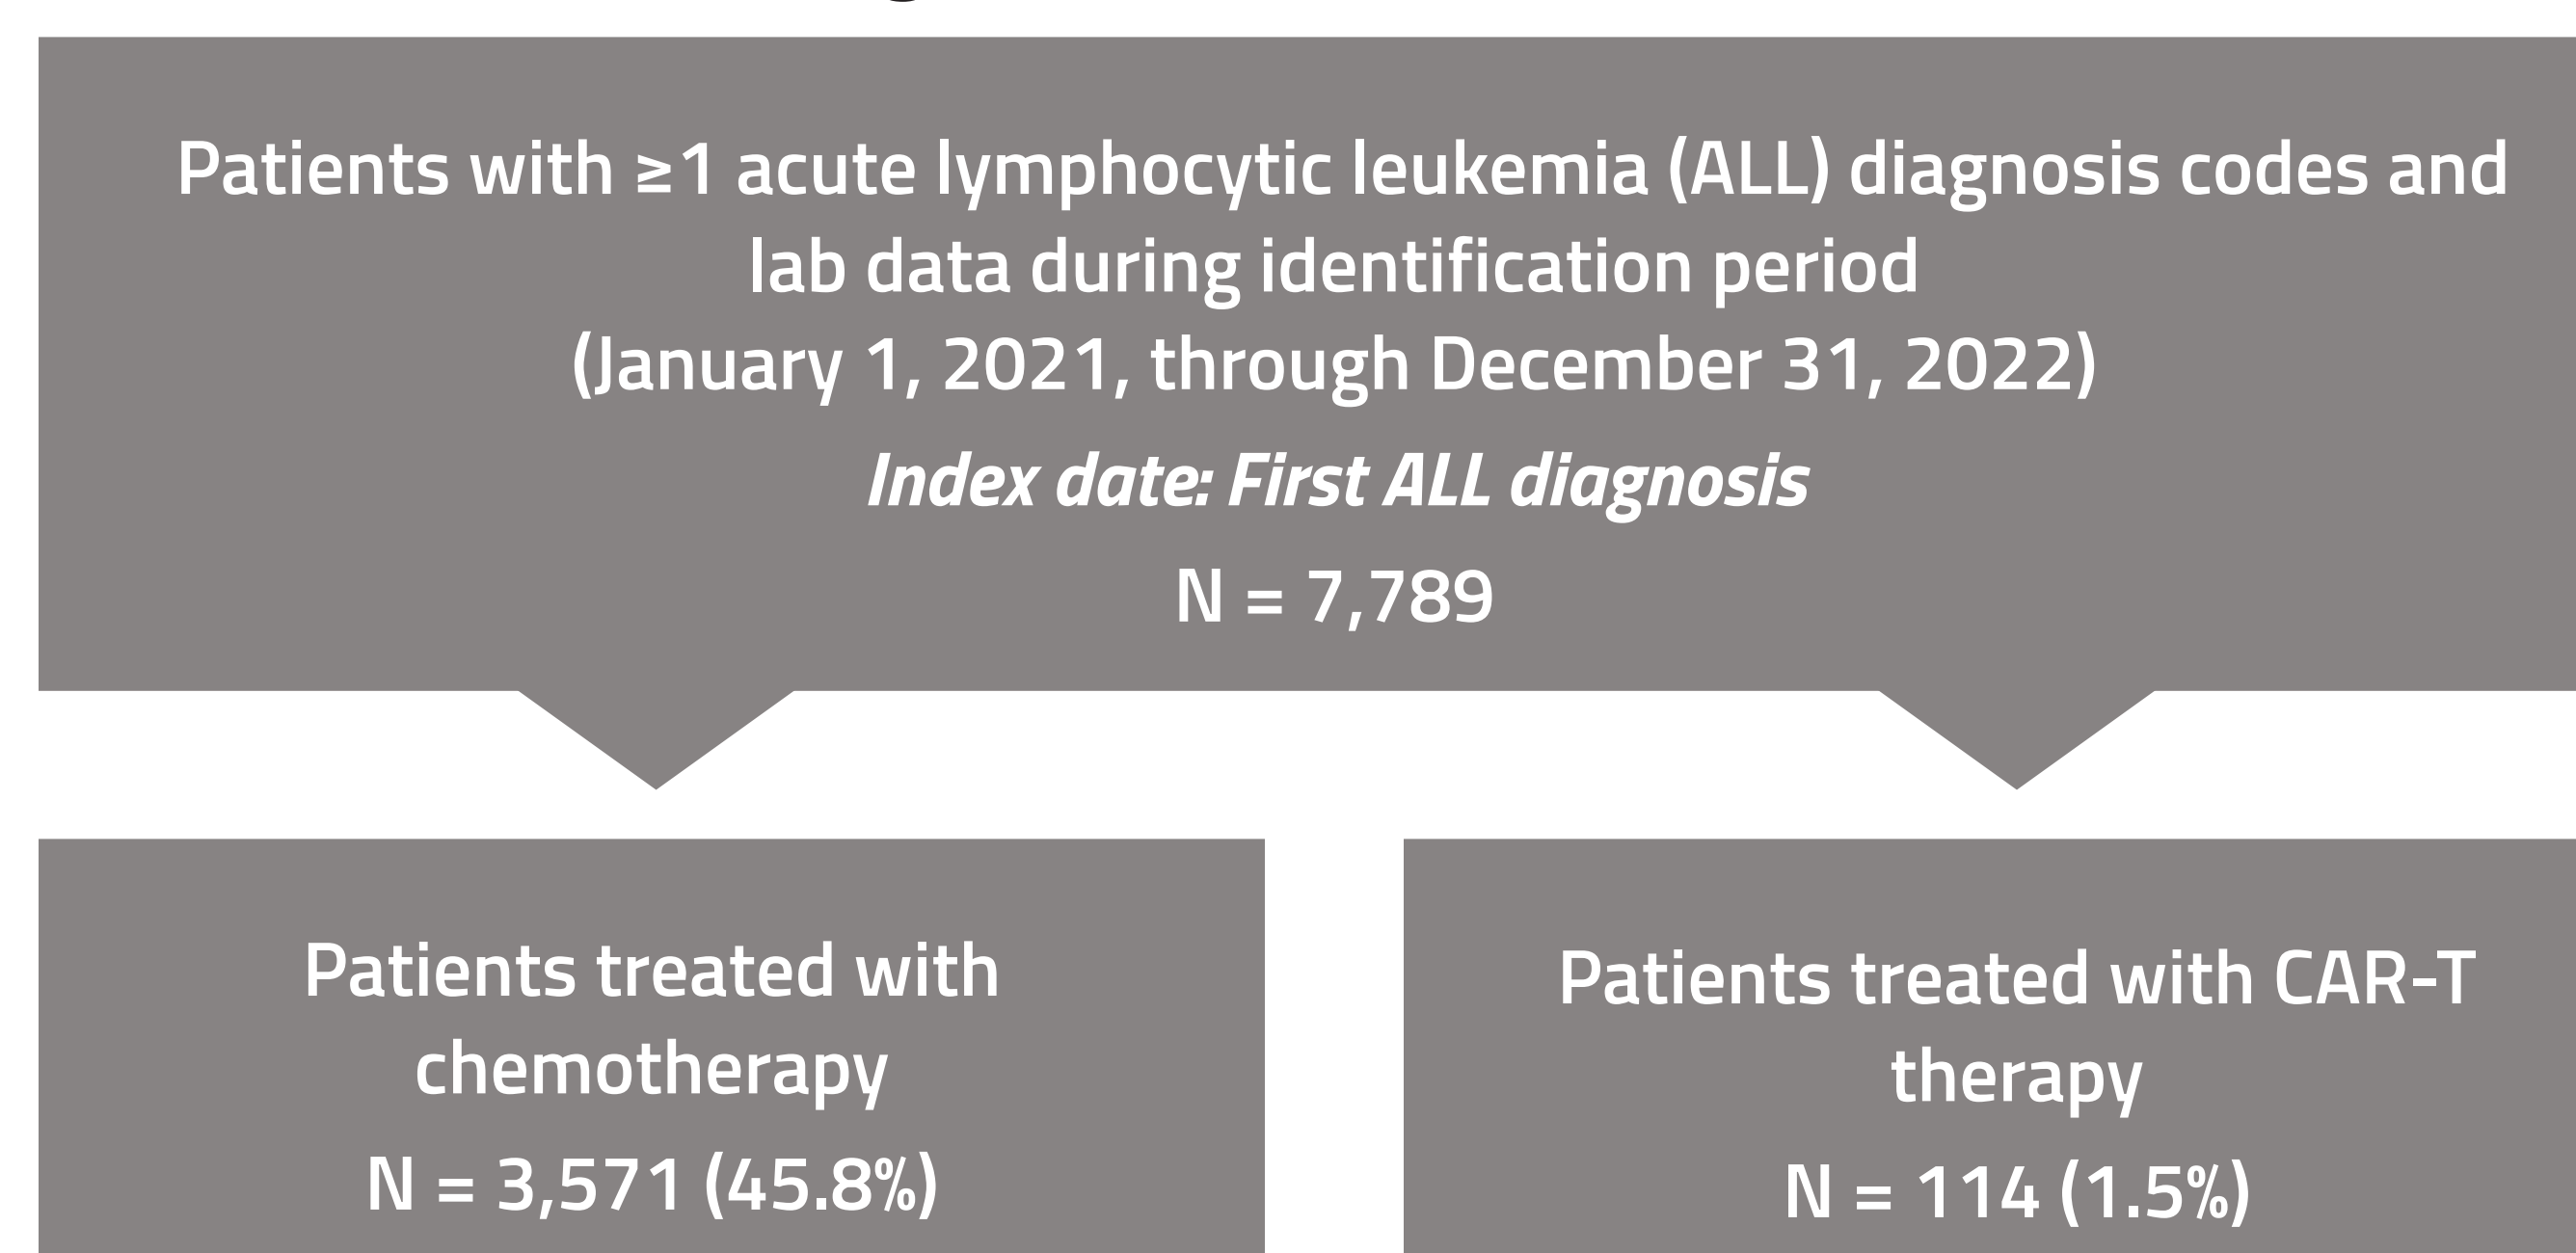 Patients with ≥1 acute lymphocytic leukemia (ALL) diagnosis codes and
lab data during identification period
(January 1, 2021, through December 31, 2022)
Index date: First ALL diagnosis
N = 7,789
Patients treated with
chemotherapy
N = 3,571 (45.8%)
Patients treated with CAR-T
therapy
N = 114 (1.5%)